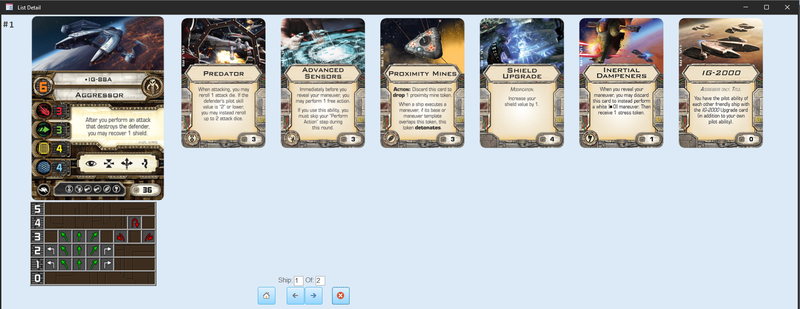 List Detail
#1
6
•IG-88A
AGGRESSOR
3
3
4
4
After you perform an attack
that destroys the defender,
you may recover 1 shield.
36
5
4
3
2
1
0
PREDATOR
When attacking, you may
reroll 1 attack die. If the
defender's pilot skill
value is "2" or lower,
you may instead reroll
up to 2 attack dice.
3
ADVANCED
SENSORS
Immediately before you
reveal your maneuver, you
may perform 1 free action.
If you use this ability, you
must skip your "Perform
Action" step during
this round.
3
PROXIMITY MINES
ACTION: Discard this card to
drop 1 proximity mine token.
When a ship executes a
maneuver, if its base or
maneuver template
overlaps this token, this
token detonates.
3
SHIELD
UPGRADE
MODIFICATION.
Increase your
shield value by 1.
4
INERTIAL
DAMPENERS
When you reveal your
maneuver, you may discard
this card to instead perform
a white [0] maneuver. Then
receive 1 stress token.
1
IG-2000
AGGRESSOR ONLY. TITLE.
You have the pilot ability of
each other friendly ship with
the IG-2000 Upgrade card
(in addition to your own
pilot ability).
0
Ship: 1 Of: 2